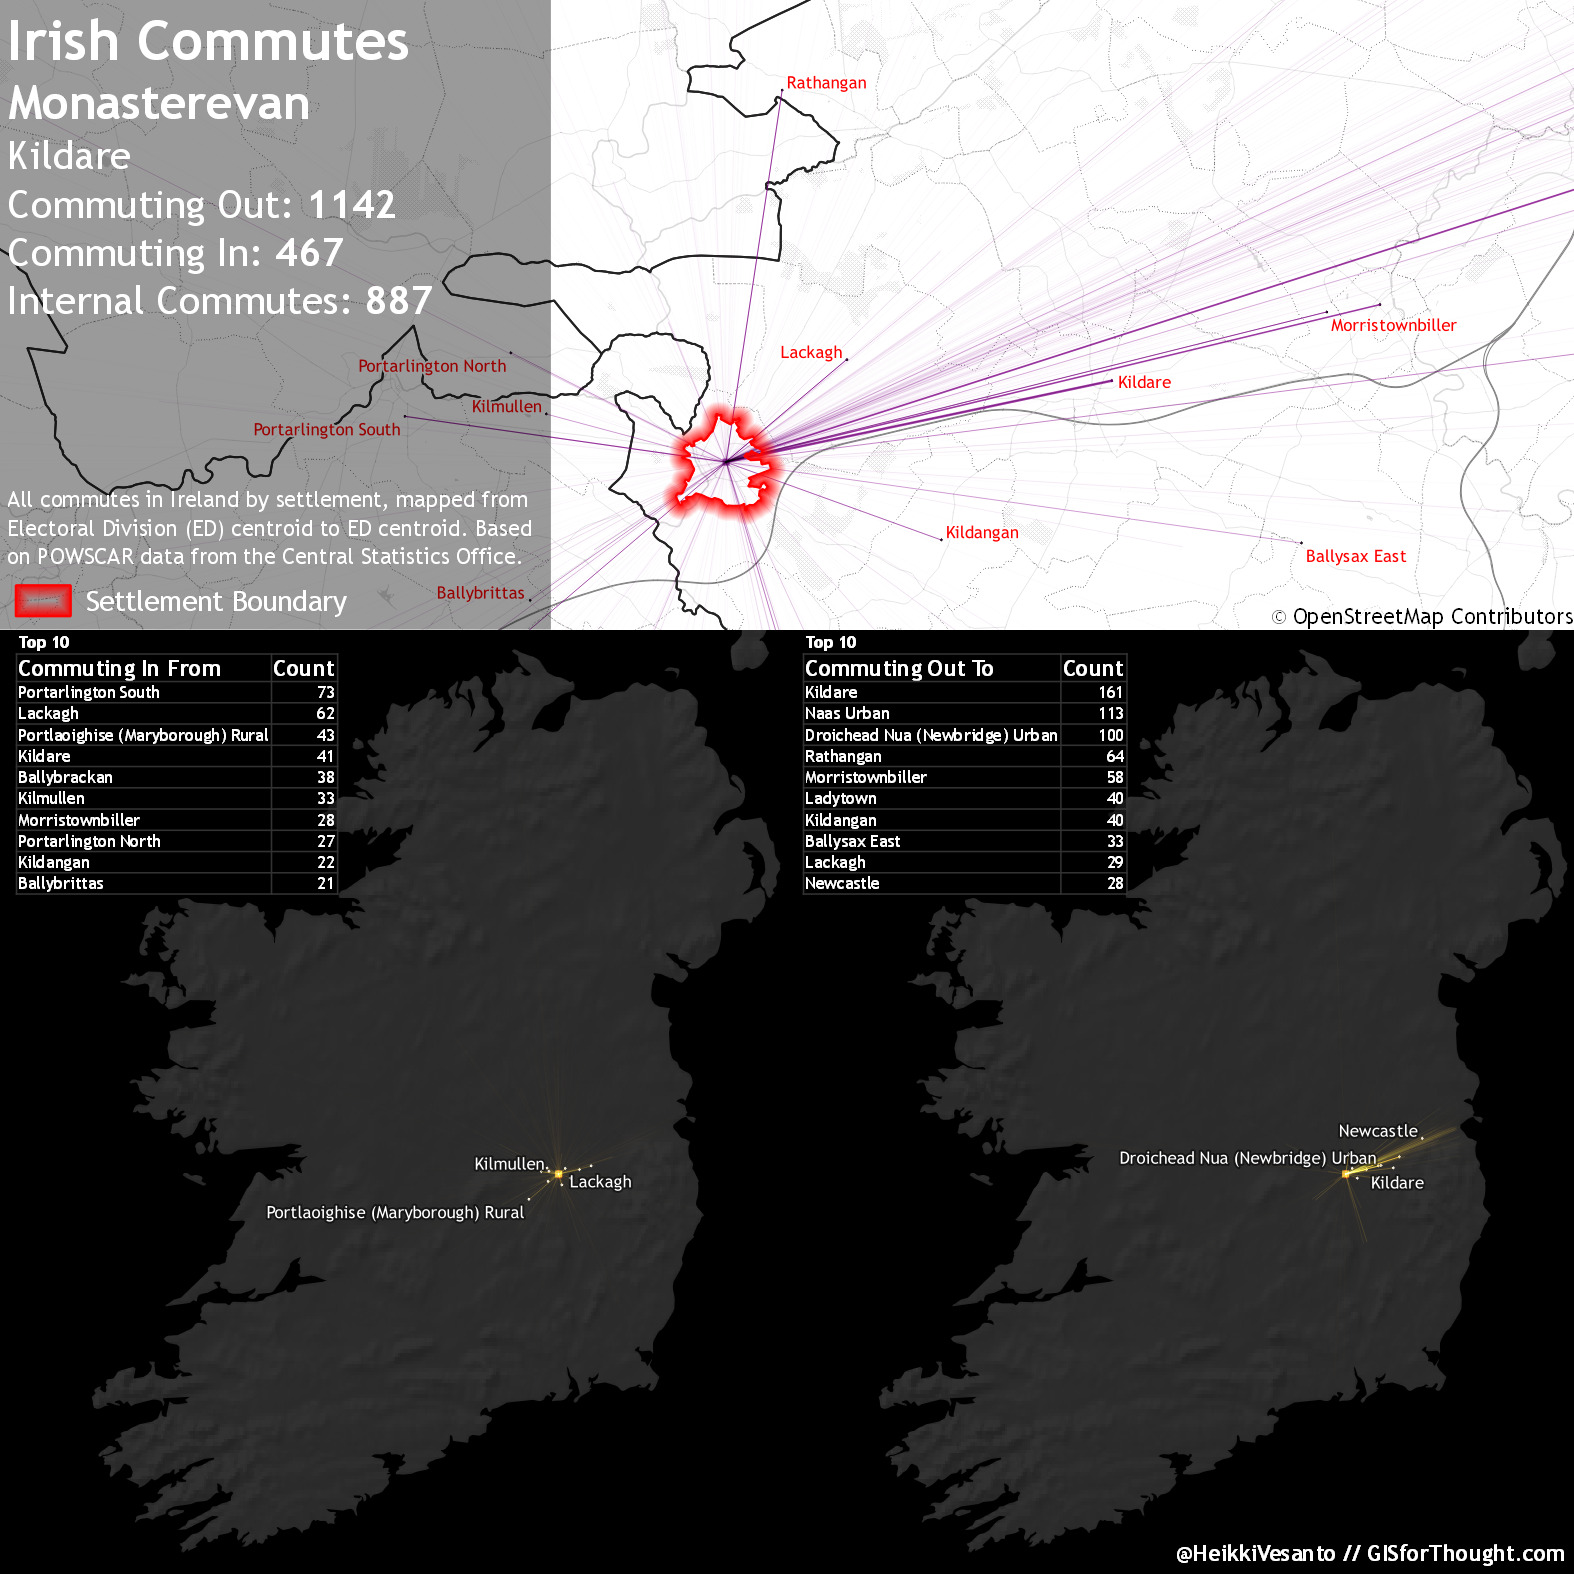 Irish Commutes
Monasterevan
Kildare
Commuting Out: 1142
Commuting In: 467
Internal Commutes: 887
Rathangan
Morristownbiller
Lackagh
Portarlington North
Kildare
Kilmullen
Portarlington South
All commutes in Ireland by settlement, mapped from
Electoral Division (ED) centroid to ED centroid. Based
on POWSCAR data from the Central Statistics Office.
Kildangan
Ballysax East
Ballybrittas
Settlement Boundary
© OpenStreetMap Contributors
Top 10
Commuting In From Count
Portarlington South 73
Lackagh 62
Portlaoighise (Maryborough) Rural 43
Kildare 41
Ballybrackan 38
Kilmullen 33
Morristownbiller 28
Portarlington North 27
Kildangan 22
Ballybrittas 21
Top 10
Commuting Out To Count
Kildare 161
Naas Urban 113
Droichead Nua (Newbridge) Urban 100
Rathangan 64
Morristownbiller 58
Ladytown 40
Kildangan 40
Ballysax East 33
Lackagh 29
Newcastle 28
Kilmullen
Lackagh
Portlaoighise (Maryborough) Rural
Newcastle
Droichead Nua (Newbridge) Urban
Kildare
@HeikkiVesanto // GISforThought.com